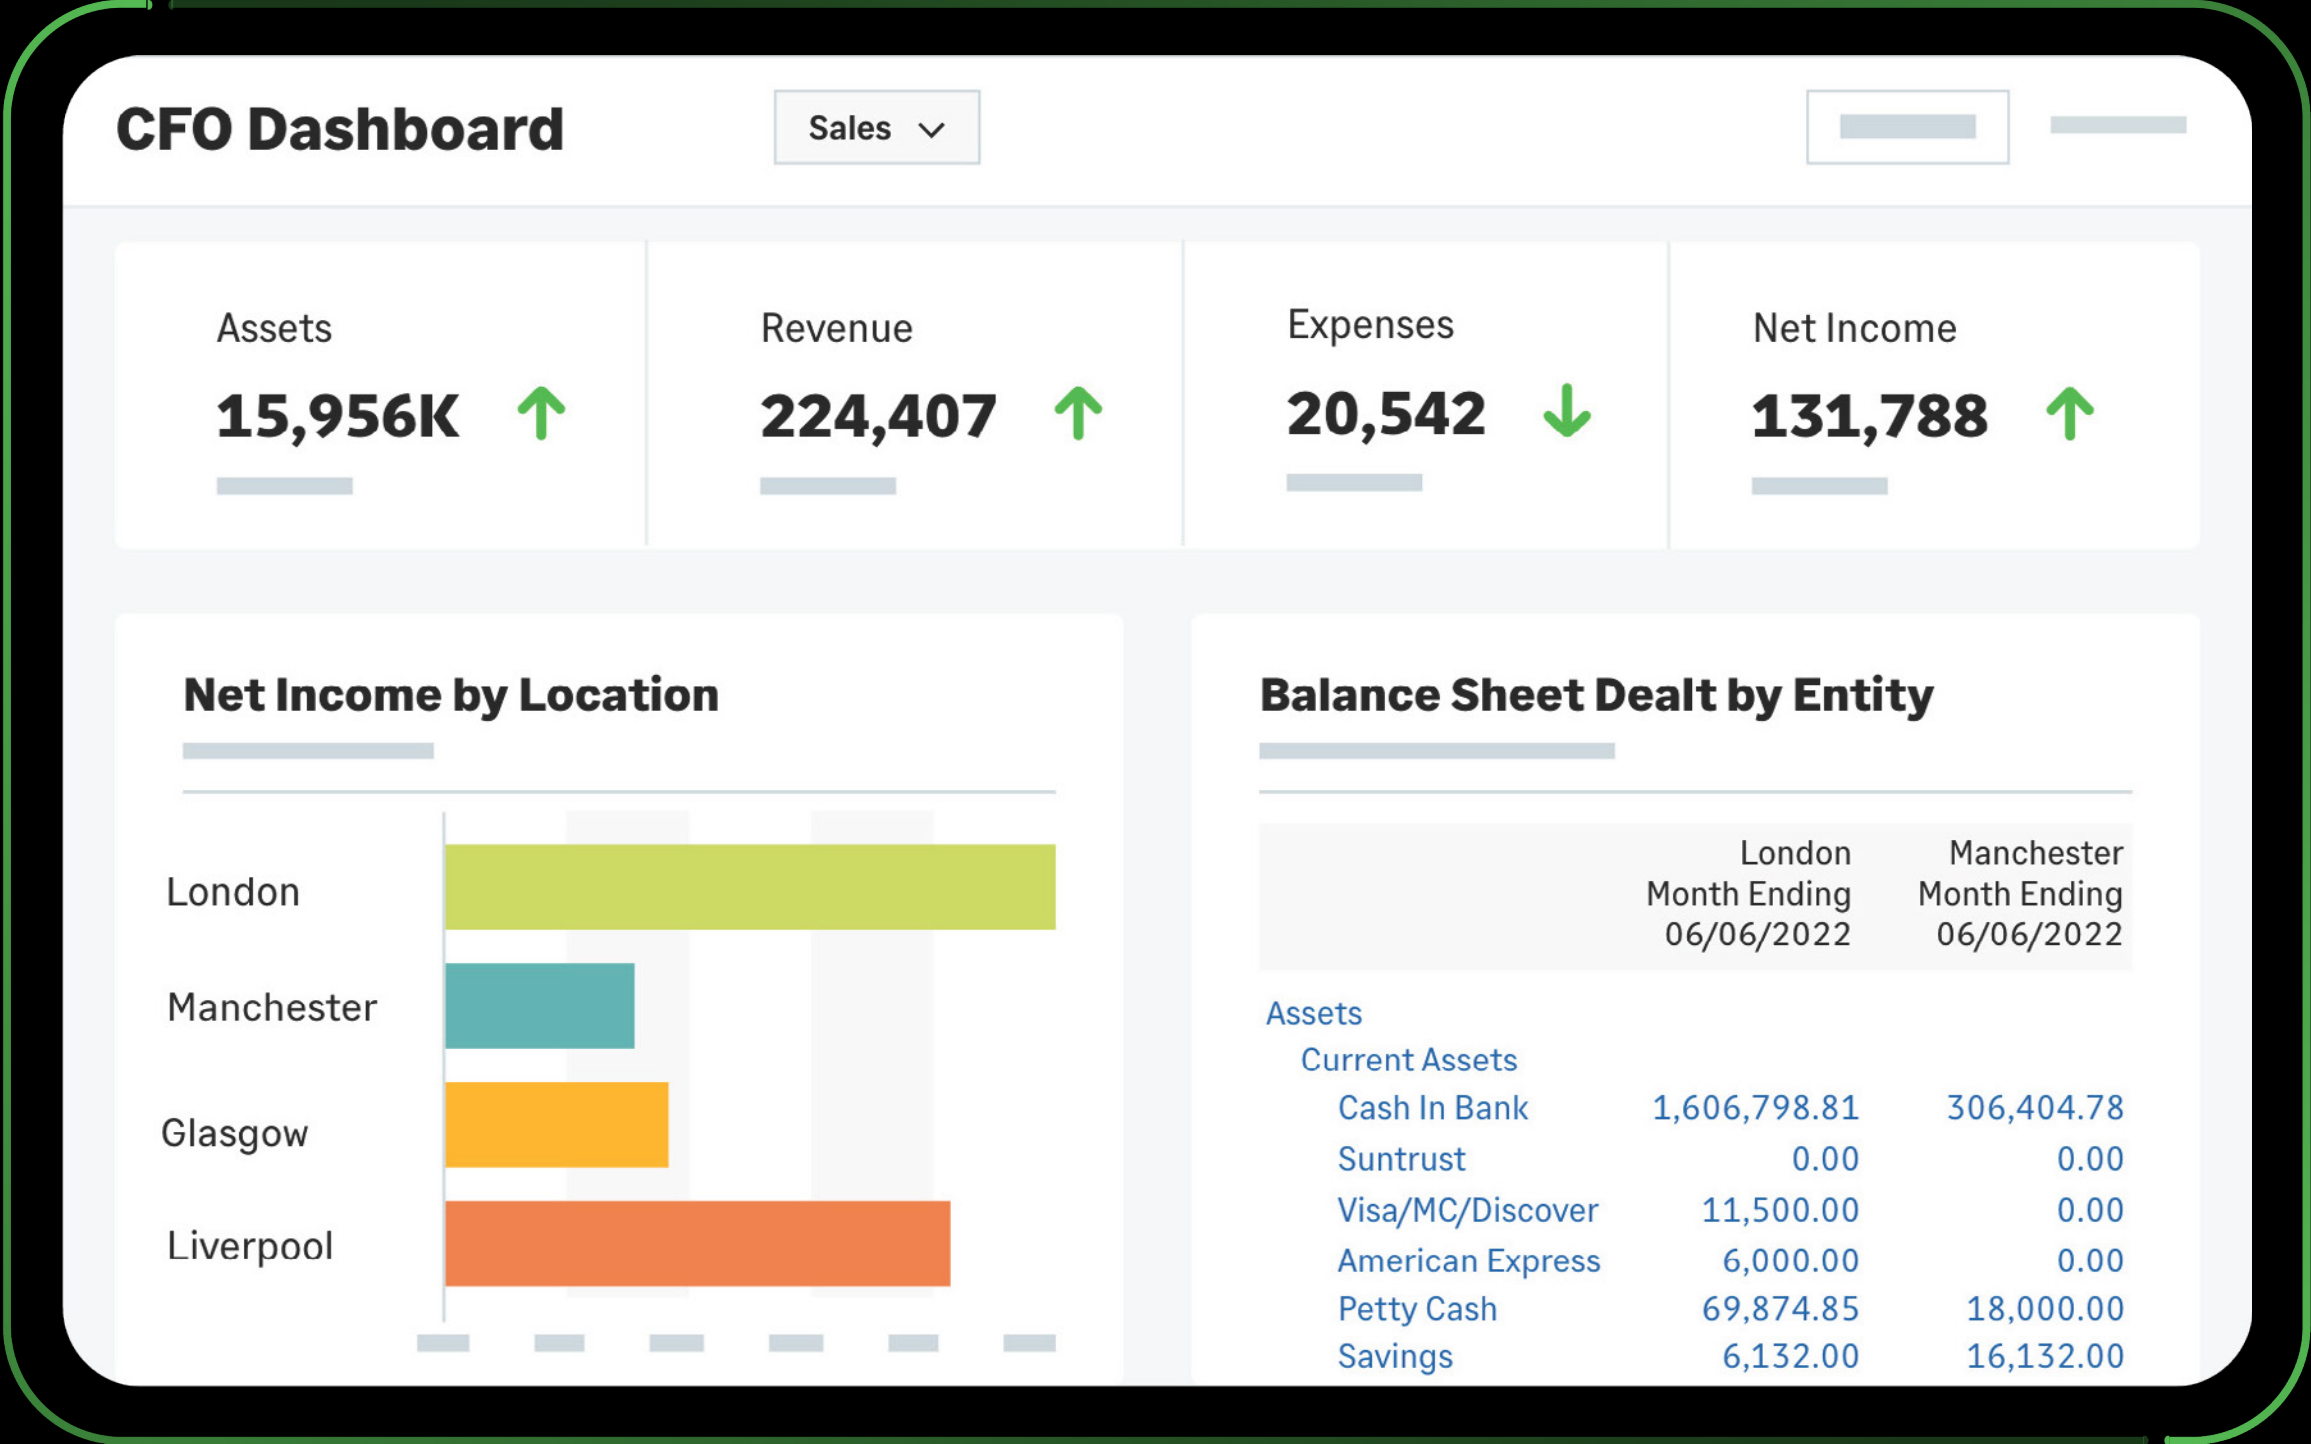 CFO Dashboard
Sales
Assets
15,956K
Revenue
224,407
Expenses
20,542
Net Income
131,788
Net Income by Location
London
Manchester
Glasgow
Liverpool
Balance Sheet Dealt by Entity
London Manchester
Month Ending Month Ending
06/06/2022 06/06/2022
Assets
Current Assets
Cash In Bank 1,606,798.81 306,404.78
Suntrust 0.00 0.00
Visa/MC/Discover 11,500.00 0.00
American Express 6,000.00 0.00
Petty Cash 69,874.85 18,000.00
Savings 6,132.00 16,132.00